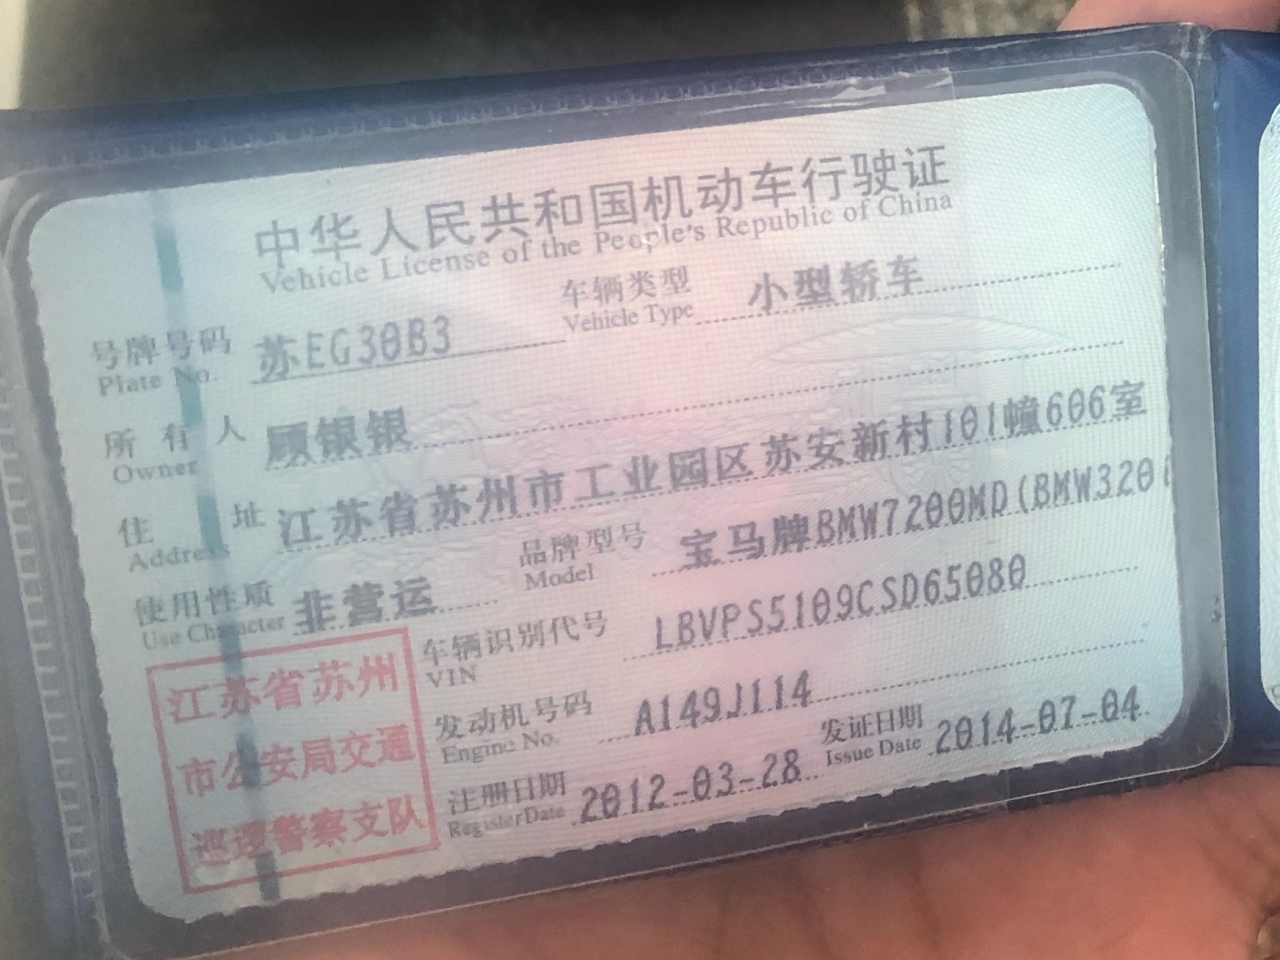 中华人民共和国机动车行驶证
Vehicle License of the People's Republic of China
号牌号码 苏EG30B3 车辆类型 小型轿车
Plate No. Vehicle Type
所有人 顾银银
Owner
住址 江苏省苏州市工业园区苏安新村101幢606室
Address
使用性质 非营运 品牌型号 宝马牌BMW7200MD(BMW320i
Use Character Model
车辆识别代号 LBVPS5109CSD65080
VIN
发动机号码 A149J114
Engine No.
注册日期 2012-03-28 发证日期 2014-07-04
Register Date Issue Date
江苏省苏州
市公安局交通
巡逻警察支队